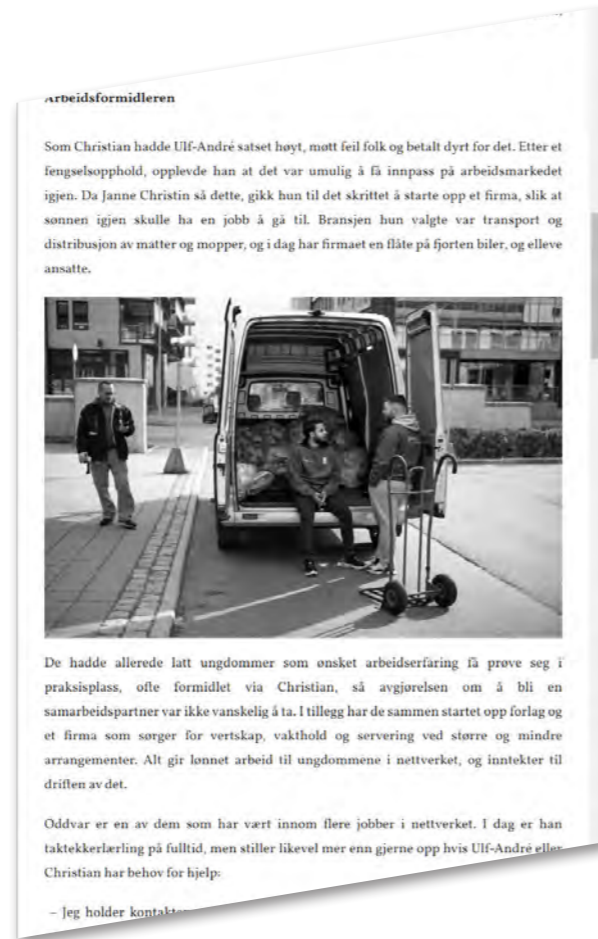 Arbeidsformidleren
Som Christian hadde Ulf-André satset høyt, møtt feil folk og betalt dyrt for det. Etter et
fengselsopphold, opplevde han at det var umulig å få innpass på arbeidsmarkedet
igjen. Da Janne Christin så dette, gikk hun til det skrittet å starte opp et firma, slik at
sønnen igjen skulle ha en jobb å gå til. Bransjen hun valgte var transport og
distribusjon av matter og mopper, og i dag har firmaet en flåte på fjorten biler, og elleve
ansatte.
De hadde allerede latt ungdommer som ønsket arbeidserfaring få prøve seg i
praksisplass, ofte formidlet via Christian, så avgjørelsen om å bli en
samarbeidspartner var ikke vanskelig å ta. I tillegg har de sammen startet opp forlag og
et firma som sørger for vertskap, vakthold og servering ved større og mindre
arrangementer. Alt gir lønnet arbeid til ungdommene i nettverket, og inntekter til
driften av det.
Oddvar er en av dem som har vært innom flere jobber i nettverket. I dag er han
taktekkerlærling på fulltid, men stiller likevel mer enn gjerne opp hvis Ulf-André eller
Christian har behov for hjelp:
– Jeg holder